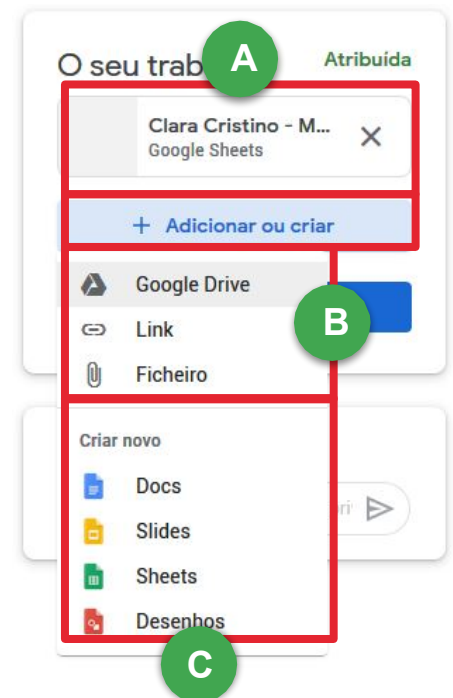 O seu trab
A
Atribuída
Clara Cristino - M...
Google Sheets
+ Adicionar ou criar
Google Drive
B
Link
Ficheiro
Criar novo
Docs
Slides
Sheets
Desenhos
C